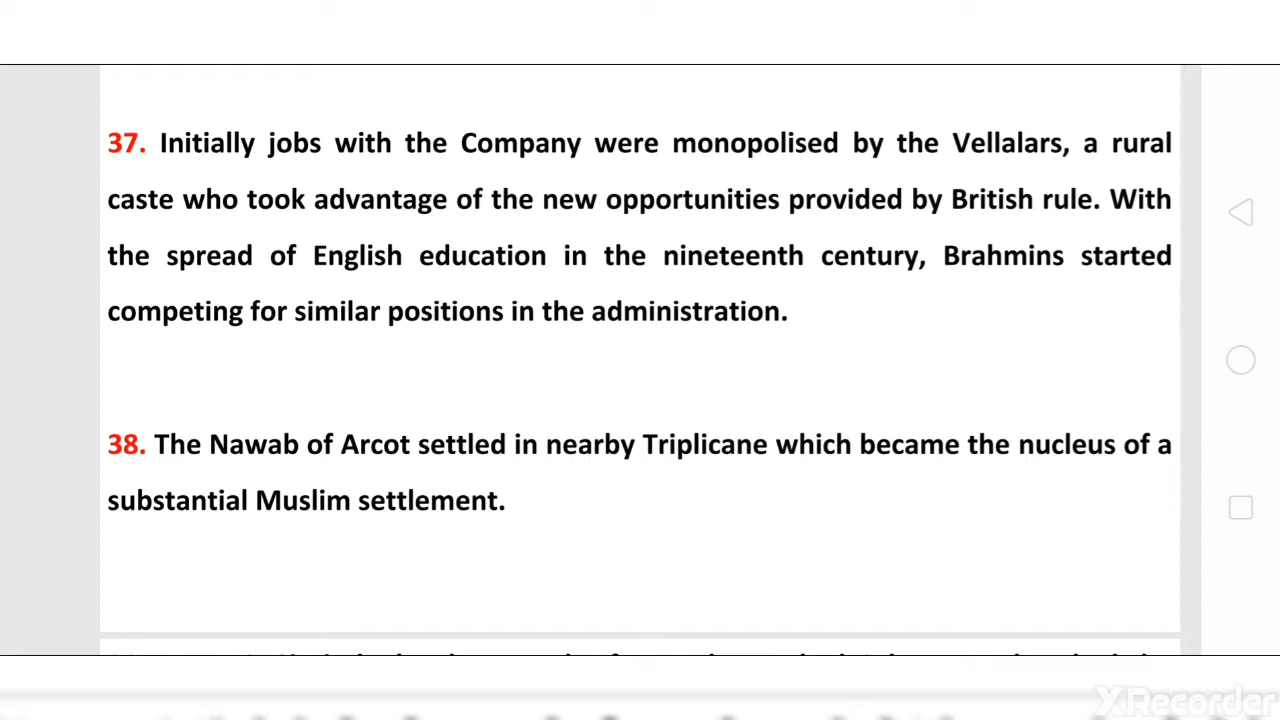 37. Initially jobs with the Company were monopolised by the Vellalars, a rural
caste who took advantage of the new opportunities provided by British rule. With
the spread of English education in the nineteenth century, Brahmins started
competing for similar positions in the administration.
38. The Nawab of Arcot settled in nearby Triplicane which became the nucleus of a
substantial Muslim settlement.
XRecorder